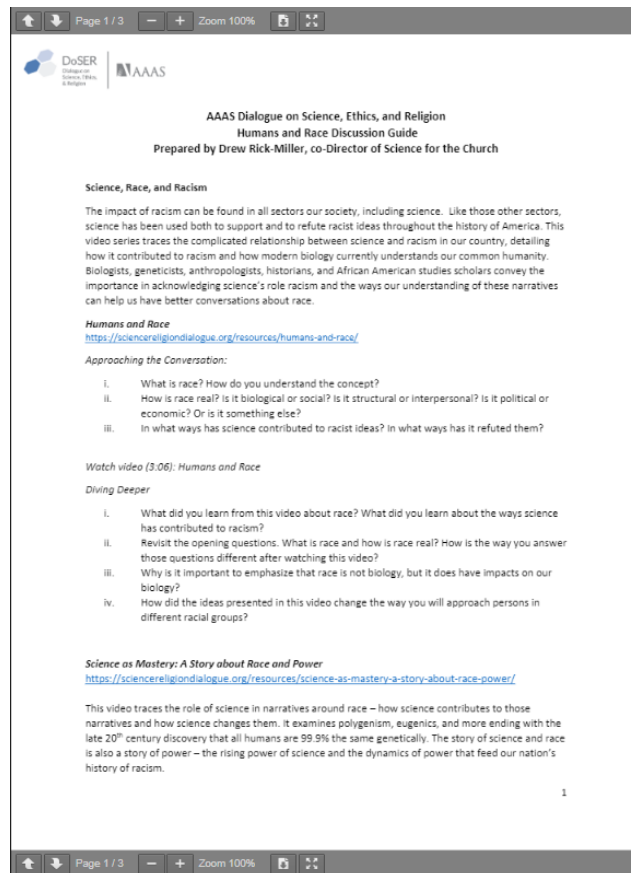 Page 1 / 3 Zoom 100%
DoSER
Dialogue on
Science, Ethics,
& Religion
AAAS
AAAS Dialogue on Science, Ethics, and Religion
Humans and Race Discussion Guide
Prepared by Drew Rick-Miller, co-Director of Science for the Church
Science, Race, and Racism
The impact of racism can be found in all sectors our society, including science. Like those other sectors,
science has been used both to support and to refute racist ideas throughout the history of America. This
video series traces the complicated relationship between science and racism in our country, detailing
how it contributed to racism and how modern biology currently understands our common humanity.
Biologists, geneticists, anthropologists, historians, and African American studies scholars convey the
importance in acknowledging science's role racism and the ways our understanding of these narratives
can help us have better conversations about race.
Humans and Race
https://sciencereligiondialogue.org/resources/humans-and-race/
Approaching the Conversation:
i. What is race? How do you understand the concept?
ii. How is race real? Is it biological or social? Is it structural or interpersonal? Is it political or
economic? Or is it something else?
iii. In what ways has science contributed to racist ideas? In what ways has it refuted them?
Watch video (3:06): Humans and Race
Diving Deeper
i. What did you learn from this video about race? What did you learn about the ways science
has contributed to racism?
ii. Revisit the opening questions. What is race and how is race real? How is the way you answer
those questions different after watching this video?
iii. Why is it important to emphasize that race is not biology, but it does have impacts on our
biology?
iv. How did the ideas presented in this video change the way you will approach persons in
different racial groups?
Science as Mastery: A Story about Race and Power
https://sciencereligiondialogue.org/resources/science-as-mastery-a-story-about-race-power/
This video traces the role of science in narratives around race – how science contributes to those
narratives and how science changes them. It examines polygenism, eugenics, and more ending with the
late 20th century discovery that all humans are 99.9% the same genetically. The story of science and race
is also a story of power – the rising power of science and the dynamics of power that feed our nation's
history of racism.
1
Page 1 / 3 Zoom 100%